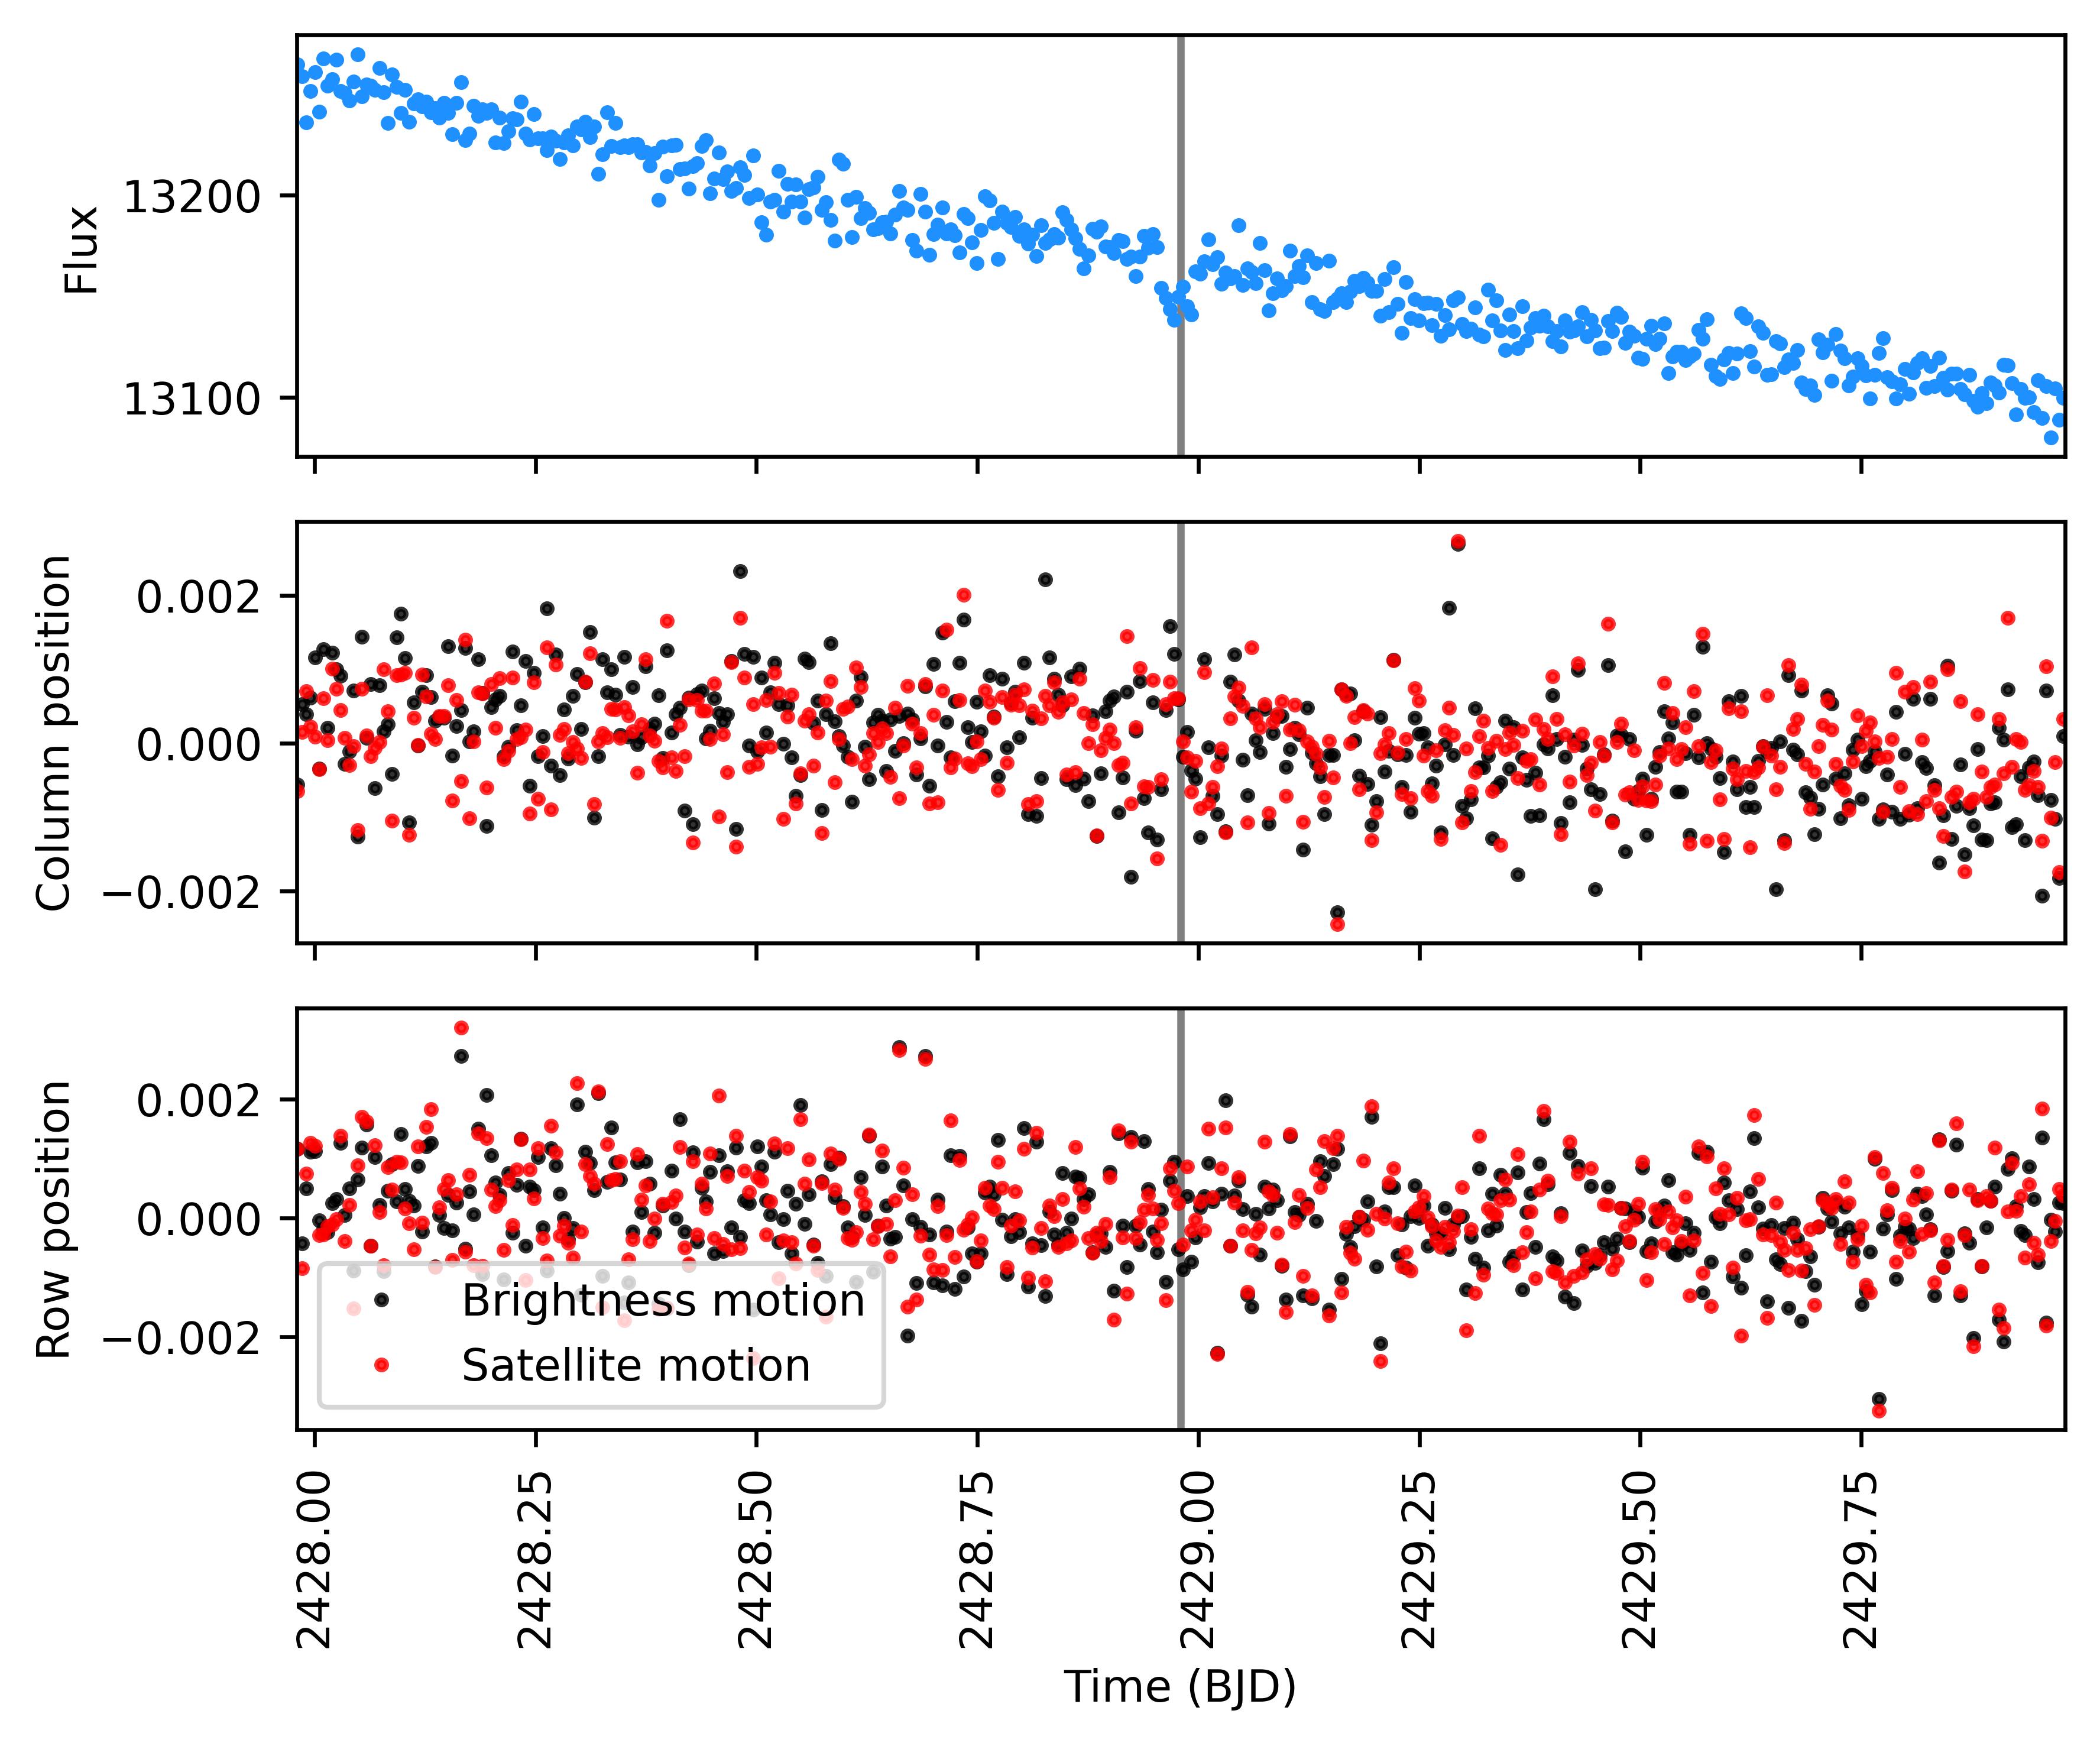 Flux
13200
13100
Column position
0.002
0.000
−0.002
Row position
0.002
0.000
−0.002
Brightness motion
Satellite motion
2428.00
2428.25
2428.50
2428.75
2429.00
2429.25
2429.50
2429.75
Time (BJD)